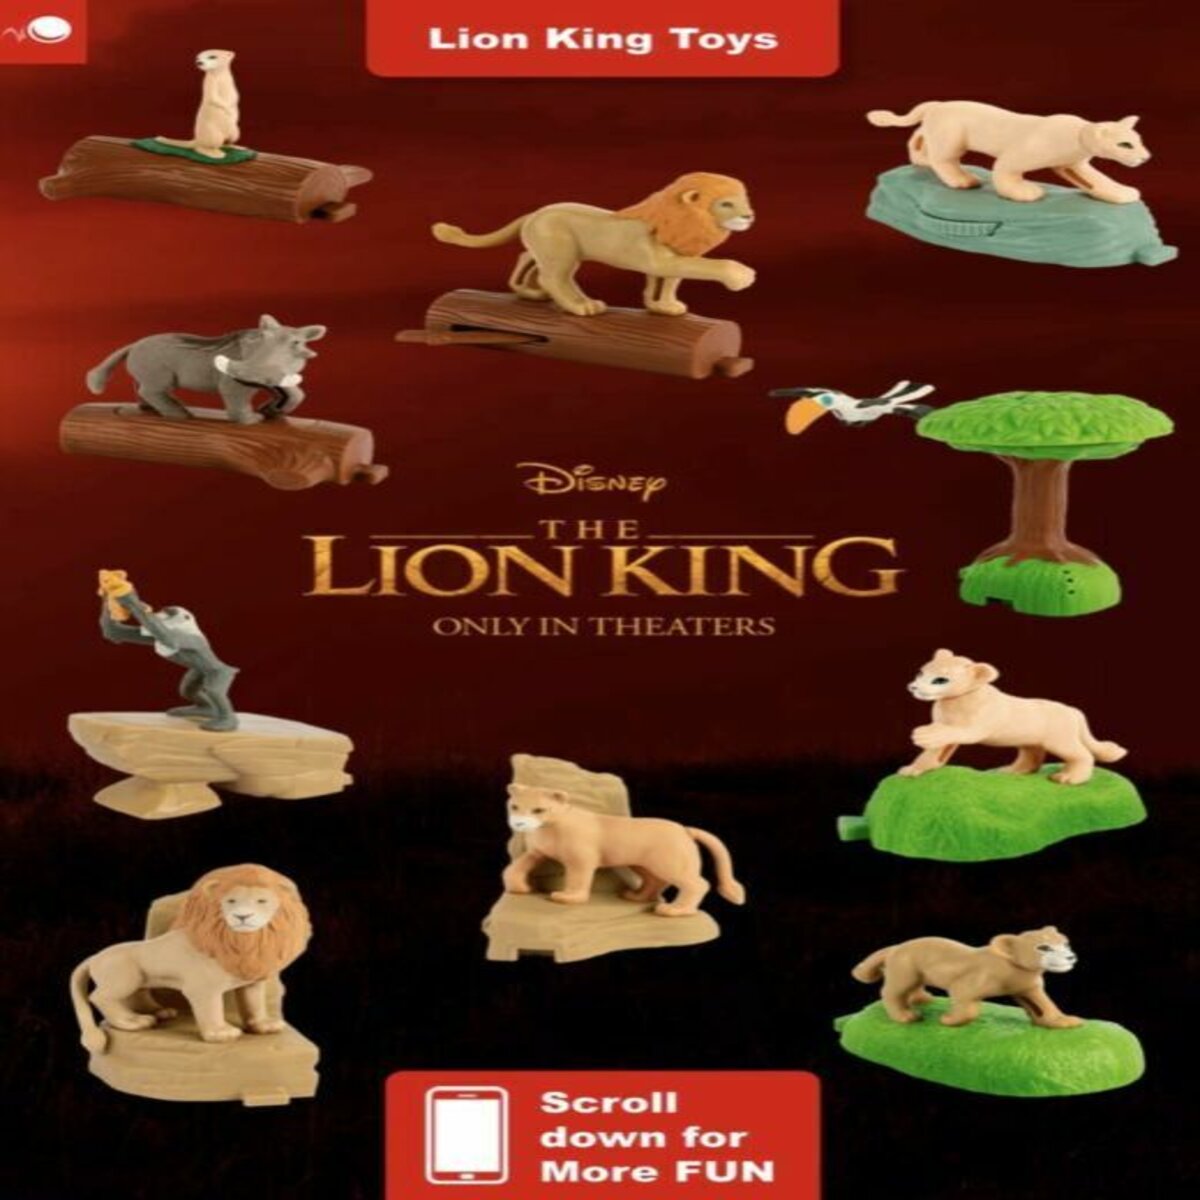 Lion King Toys
Disney
THE
LION KING
ONLY IN THEATERS
Scroll
down for
More FUN